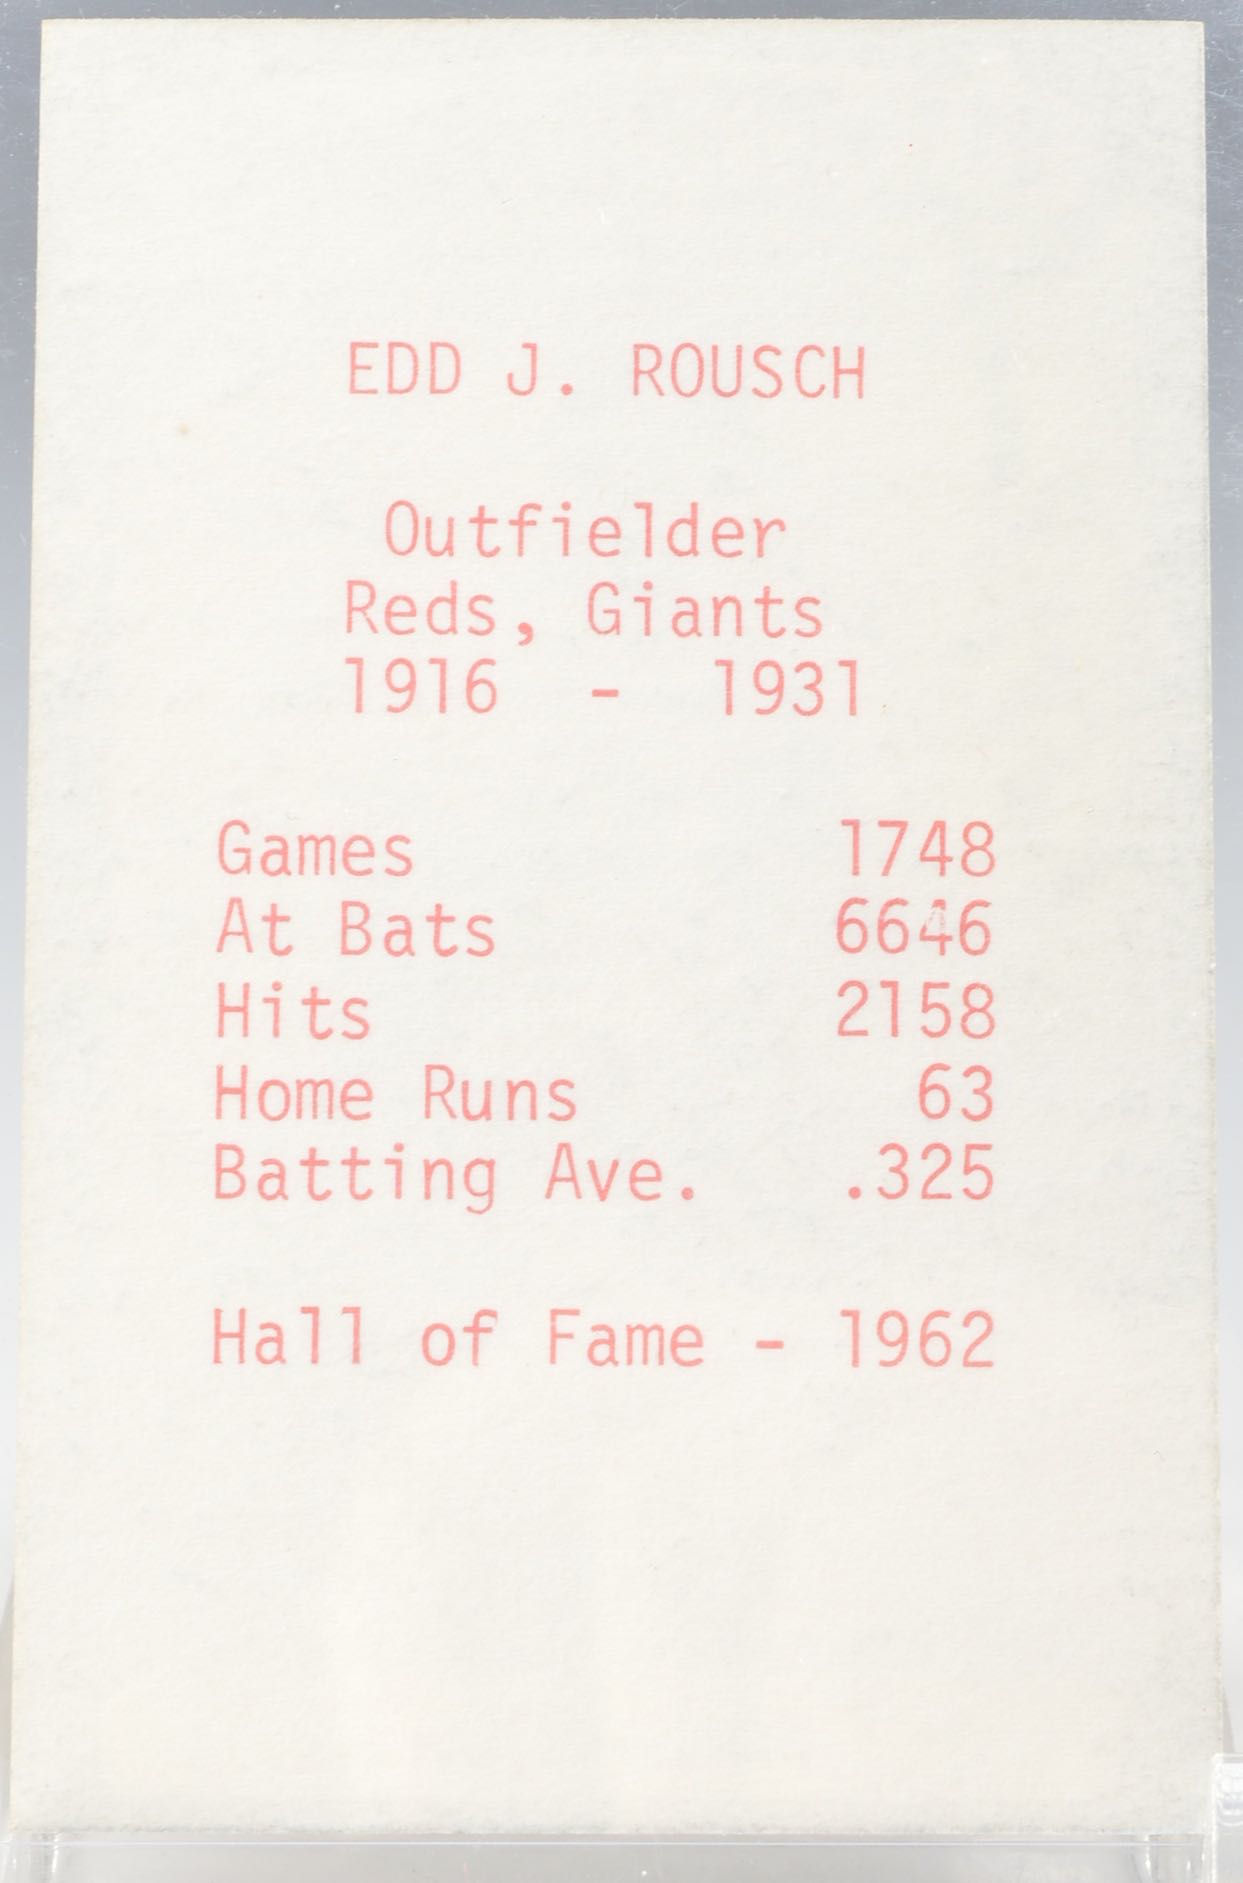 EDD J. ROUSCH
Outfielder
Reds, Giants
1916 - 1931
Games 1748
At Bats 6646
Hits 2158
Home Runs 63
Batting Ave. .325
Hall of Fame - 1962